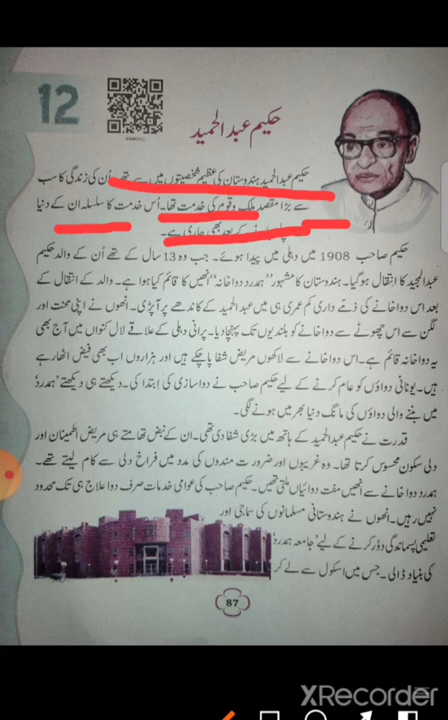 12
حکیم عبدالحمید
حکیم عبدالحمید ہندوستان کی عظیم شخصیتوں میں سے تھے۔ اُن کی زندگی کا سب
سے بڑا مقصد ملک وقوم کی خدمت تھا۔ اُس خدمت کا سلسلہ ان کے دنیا
کے بعد بھی جاری ہے۔
حکیم صاحب 1908 میں دہلی میں پیدا ہوئے۔ جب وہ 13 سال کے تھے اُن کے والد حکیم
عبدالمجید کا انتقال ہوگیا۔ ہندوستان کا مشہور "ہمدرد دواخانہ" انھیں کا قائم کیا ہوا ہے۔ والد کے انتقال کے
بعد اس دواخانے کی ذمّے داری کم عمری ہی میں عبدالحمید کے کاندھے پر آپڑی۔ انھوں نے اپنی محنت اور
لگن سے اس چھوٹے سے دواخانے کو بلندیوں تک پہنچادیا۔ پرانی دہلی کے علاقے لال کنواں میں آج بھی
یہ دواخانہ قائم ہے۔ اس دواخانے سے لاکھوں مریض شفا پاچکے ہیں اور ہزاروں اب بھی فیض اٹھا رہے
ہیں۔ یونانی دواؤں کو عام کرنے کے لیے حکیم صاحب نے دواسازی کی ابتدا کی۔ دیکھتے ہی دیکھتے 'ہمدرد'
میں بننے والی دواؤں کی مانگ دنیا بھر میں ہونے لگی۔
قدرت نے حکیم عبدالحمید کے ہاتھ میں بڑی شفا دی تھی۔ ان کے نبض تھامتے ہی مریض اطمینان اور
دلی سکون محسوس کرتا تھا۔ وہ غریبوں اور ضرورت مندوں کی مدد میں فراخ دلی سے کام لیتے تھے۔
ہمدرد دواخانے سے انھیں مفت دوائیاں ملتی تھیں۔ حکیم صاحب کی عوامی خدمات صرف دوا علاج ہی تک محدود
نہیں رہیں۔ انھوں نے ہندوستانی مسلمانوں کی سماجی اور
تعلیمی پسماندگی دور کرنے کے لیے 'جامعہ ہمدرد'
کی بنیاد ڈالی۔ جس میں اسکول سے لے کر
87
XRecorder